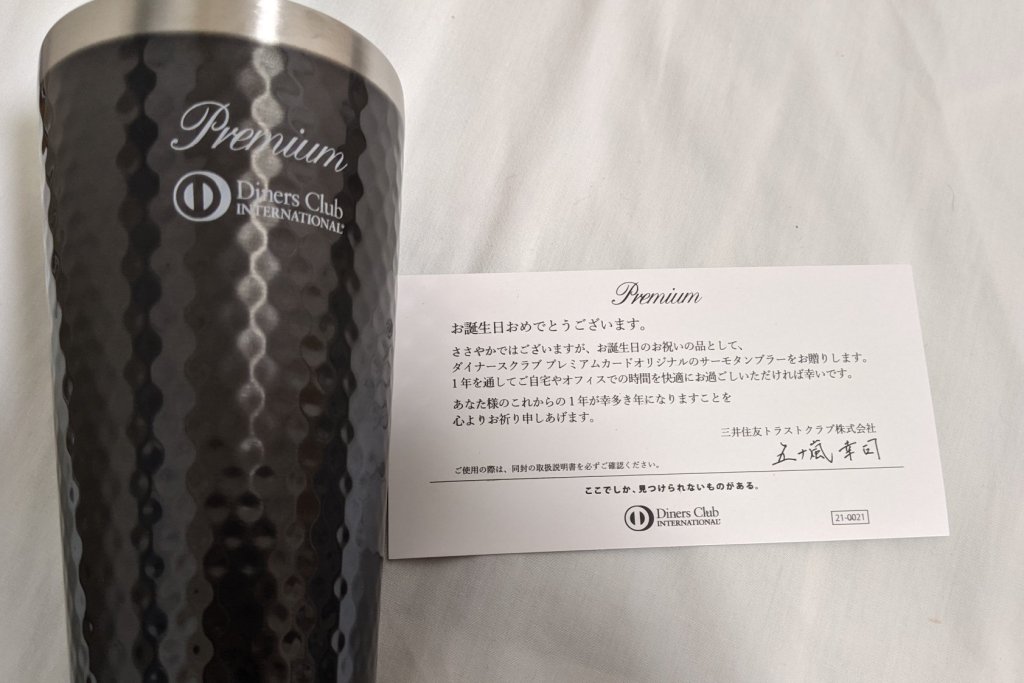 Premium
Diners Club
INTERNATIONAL®
Premium
お誕生日おめでとうございます。
ささやかではございますが、お誕生日のお祝いの品として、
ダイナースクラブ プレミアムカードオリジナルのサーモタンブラーをお贈りします。
1年を通してご自宅やオフィスでの時間を快適にお過ごしいただければ幸いです。
あなた様のこれからの1年が幸多き年になりますことを
心よりお祈り申しあげます。
三井住友トラストクラブ株式会社
五十嵐 幸司
ご使用の際は、同封の取扱説明書を必ずご確認ください。
ここでしか、見つけられないものがある。
Diners Club
INTERNATIONAL®
21-0021